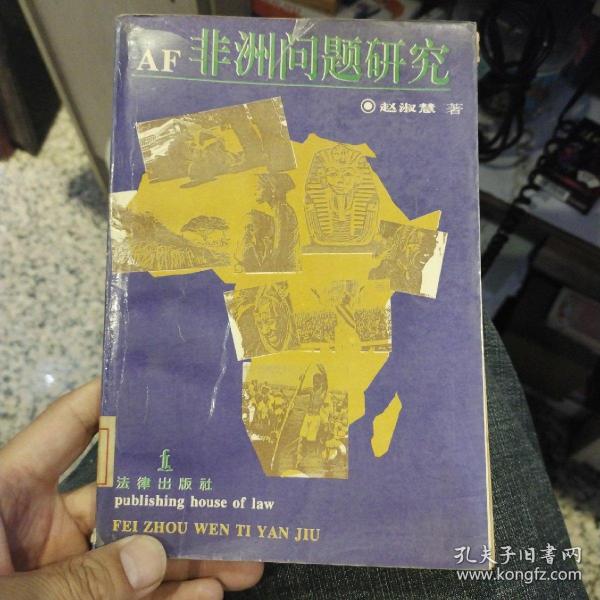 AF 非洲问题研究
赵淑慧 著
法律出版社
publishing house of law
FEI ZHOU WEN TI YAN JIU
孔夫子旧书网
www.kongfz.com